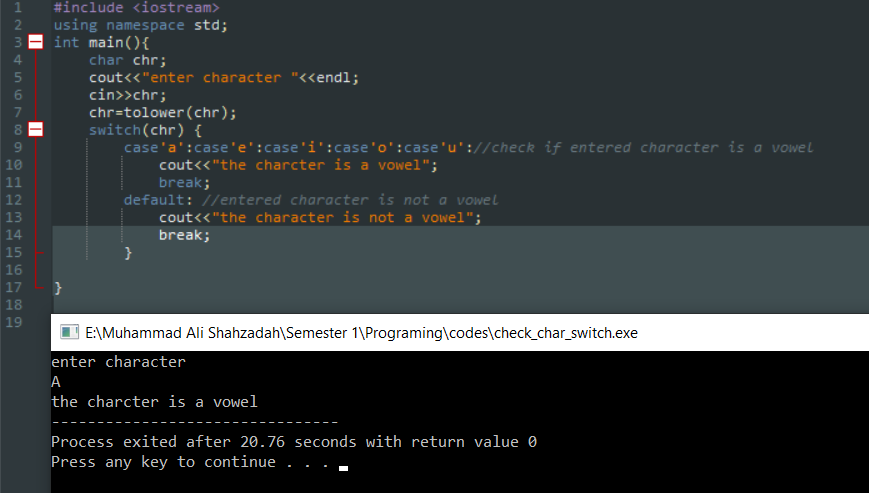 1 #include <iostream>
2 using namespace std;
3 int main(){
4     char chr;
5     cout<<"enter character "<<endl;
6     cin>>chr;
7     chr=tolower(chr);
8     switch(chr) {
9         case'a':case'e':case'i':case'o':case'u'://check if entered character is a vowel
10             cout<<"the charcter is a vowel";
11             break;
12         default: //entered character is not a vowel
13             cout<<"the charcter is not a vowel";
14             break;
15         }
16
17 }
18
19
E:\Muhammad Ali Shahzadah\Semester 1\Programing\codes\check_char_switch.exe
enter character
A
the charcter is a vowel
--------------------------------
Process exited after 20.76 seconds with return value 0
Press any key to continue . . .